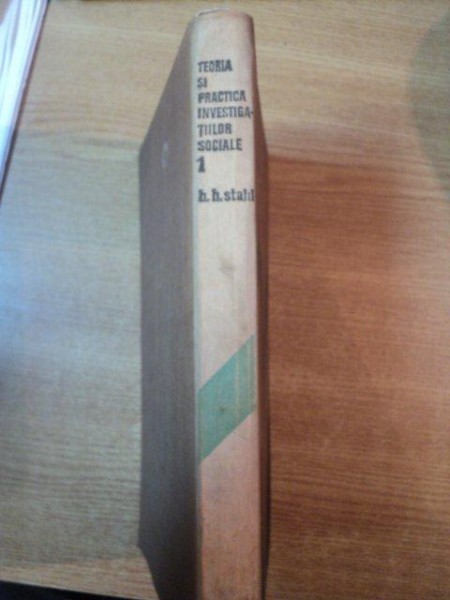 TEORIA
ŞI
PRACTICA
INVESTIGA-
ŢIILOR
SOCIALE
1
h. h. stahl